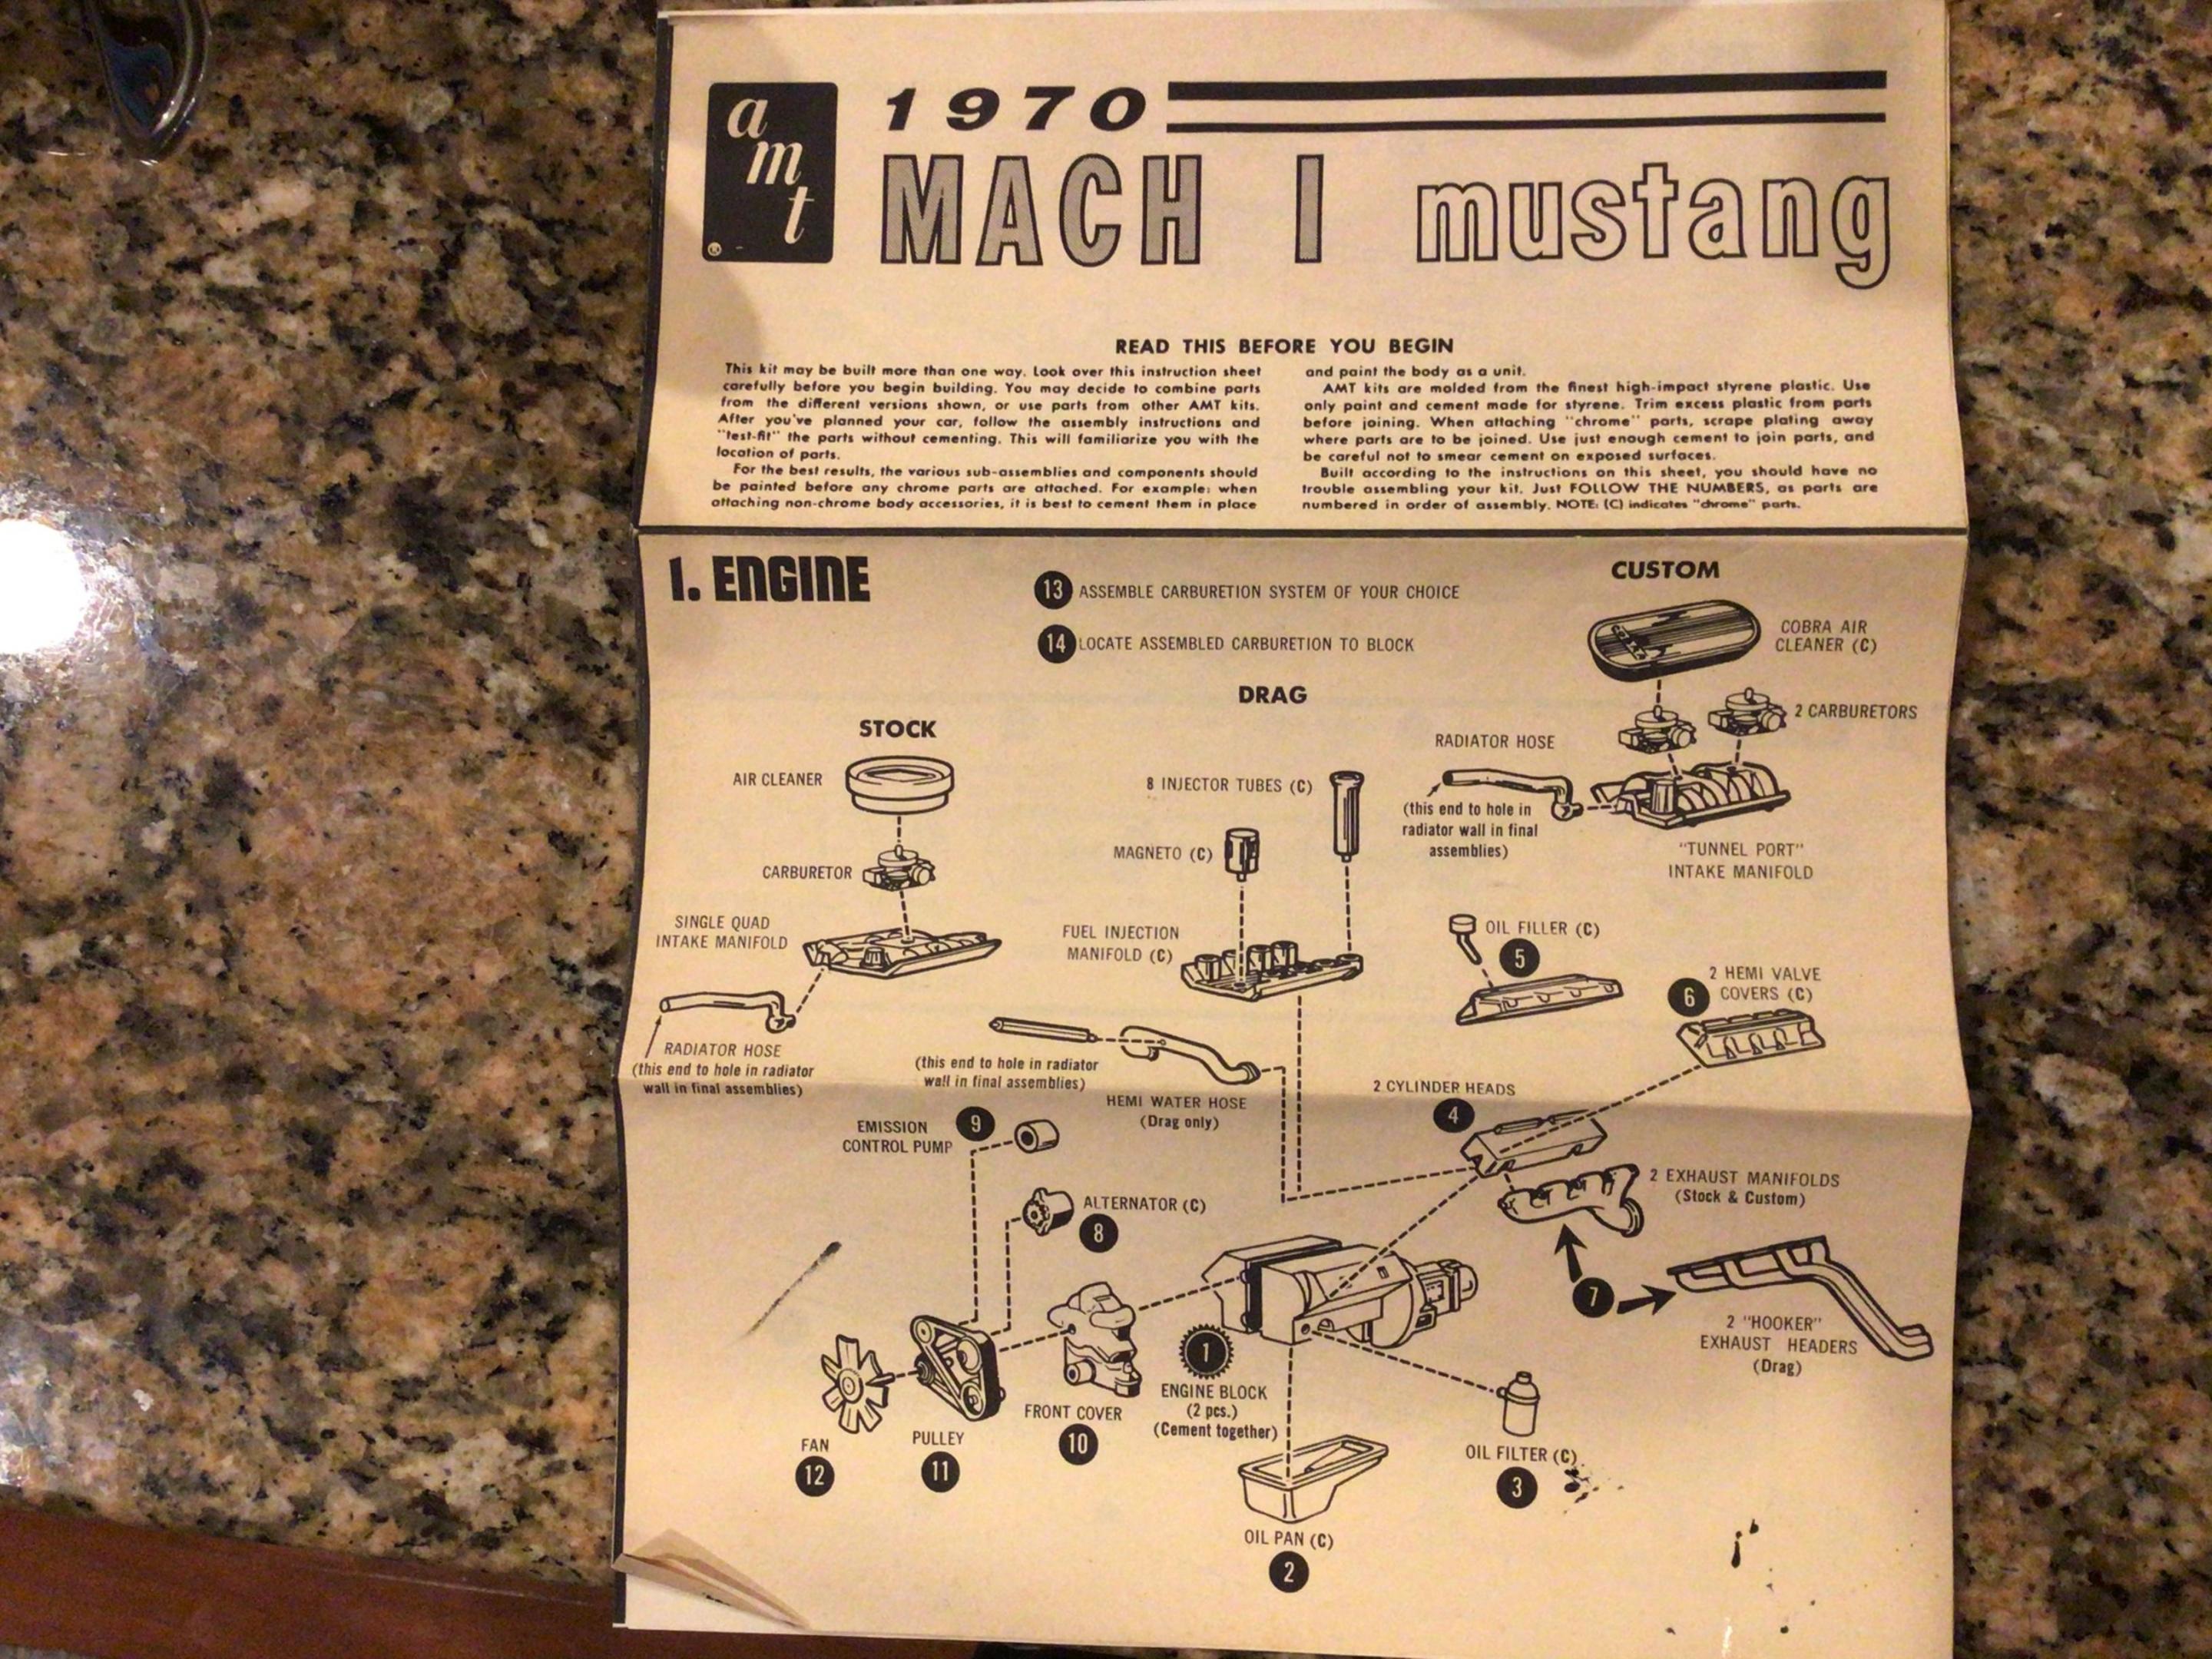 amt
1970
MACH I mustang
READ THIS BEFORE YOU BEGIN
This kit may be built more than one way. Look over this instruction sheet
carefully before you begin building. You may decide to combine parts
from the different versions shown, or use parts from other AMT kits.
After you've planned your car, follow the assembly instructions and
"test-fit" the parts without cementing. This will familiarize you with the
location of parts.
For the best results, the various sub-assemblies and components should
be painted before any chrome parts are attached. For example: when
attaching non-chrome body accessories, it is best to cement them in place
and paint the body as a unit.
AMT kits are molded from the finest high-impact styrene plastic. Use
only paint and cement made for styrene. Trim excess plastic from parts
before joining. When attaching "chrome" parts, scrape plating away
where parts are to be joined. Use just enough cement to join parts, and
be careful not to smear cement on exposed surfaces.
Built according to the instructions on this sheet, you should have no
trouble assembling your kit. Just FOLLOW THE NUMBERS, as parts are
numbered in order of assembly. NOTE: (C) indicates "chrome" parts.
1. ENGINE
13 ASSEMBLE CARBURETION SYSTEM OF YOUR CHOICE
14 LOCATE ASSEMBLED CARBURETION TO BLOCK
CUSTOM
COBRA AIR
CLEANER (C)
2 CARBURETORS
RADIATOR HOSE
(this end to hole in
radiator wall in final
assemblies)
"TUNNEL PORT"
INTAKE MANIFOLD
DRAG
8 INJECTOR TUBES (C)
MAGNETO (C)
FUEL INJECTION
MANIFOLD (C)
STOCK
AIR CLEANER
CARBURETOR
SINGLE QUAD
INTAKE MANIFOLD
RADIATOR HOSE
(this end to hole in radiator
wall in final assemblies)
(this end to hole in radiator
wall in final assemblies)
HEMI WATER HOSE
(Drag only)
OIL FILLER (C)
5
2 HEMI VALVE
COVERS (C)
6
2 CYLINDER HEADS
4
2 EXHAUST MANIFOLDS
(Stock & Custom)
7
2 "HOOKER"
EXHAUST HEADERS
(Drag)
EMISSION
CONTROL PUMP
9
ALTERNATOR (C)
8
1
ENGINE BLOCK
(2 pcs.)
(Cement together)
FRONT COVER
10
PULLEY
11
FAN
12
OIL FILTER (C)
3
OIL PAN (C)
2